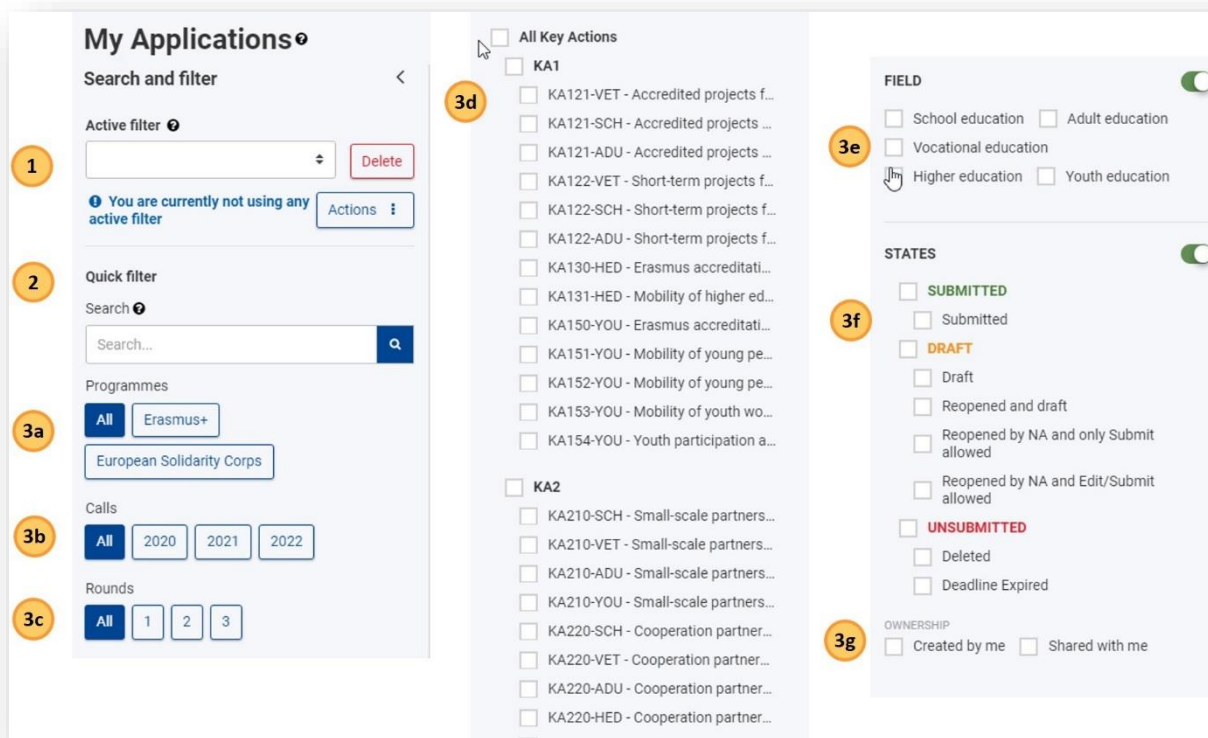 My Applications
Search and filter
Active filter
1
Delete
You are currently not using any
active filter
Actions
2
Quick filter
Search
Search...
Programmes
3a
All Erasmus+
European Solidarity Corps
Calls
3b
All 2020 2021 2022
Rounds
3c
All 1 2 3
All Key Actions
KA1
3d
KA121-VET - Accredited projects f...
KA121-SCH - Accredited projects ...
KA121-ADU - Accredited projects ...
KA122-VET - Short-term projects f...
KA122-SCH - Short-term projects f...
KA122-ADU - Short-term projects f...
KA130-HED - Erasmus accreditati...
KA131-HED - Mobility of higher ed...
KA150-YOU - Erasmus accreditati...
KA151-YOU - Mobility of young pe...
KA152-YOU - Mobility of young pe...
KA153-YOU - Mobility of youth wo...
KA154-YOU - Youth participation a...
KA2
KA210-SCH - Small-scale partners...
KA210-VET - Small-scale partners...
KA210-ADU - Small-scale partners...
KA210-YOU - Small-scale partners...
KA220-SCH - Cooperation partner...
KA220-VET - Cooperation partner...
KA220-ADU - Cooperation partner...
KA220-HED - Cooperation partner...
FIELD
School education Adult education
3e
Vocational education
Higher education Youth education
STATES
SUBMITTED
3f
Submitted
DRAFT
Draft
Reopened and draft
Reopened by NA and only Submit
allowed
Reopened by NA and Edit/Submit
allowed
UNSUBMITTED
Deleted
Deadline Expired
OWNERSHIP
3g
Created by me Shared with me